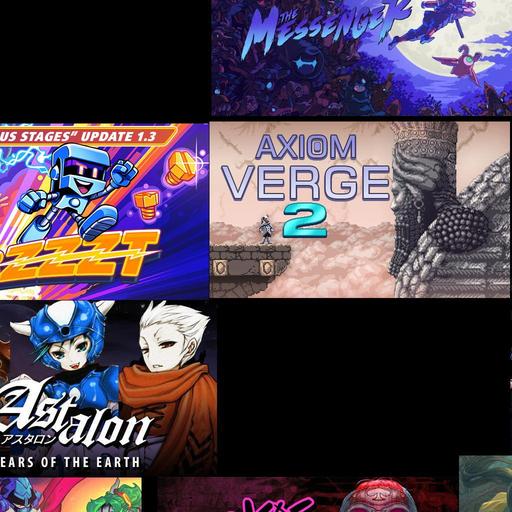 THE
MESSENGER
US STAGES" UPDATE 1.3
ZZZT
AXIOM
VERGE
2
Astalon
アスタロン
EARS OF THE EARTH